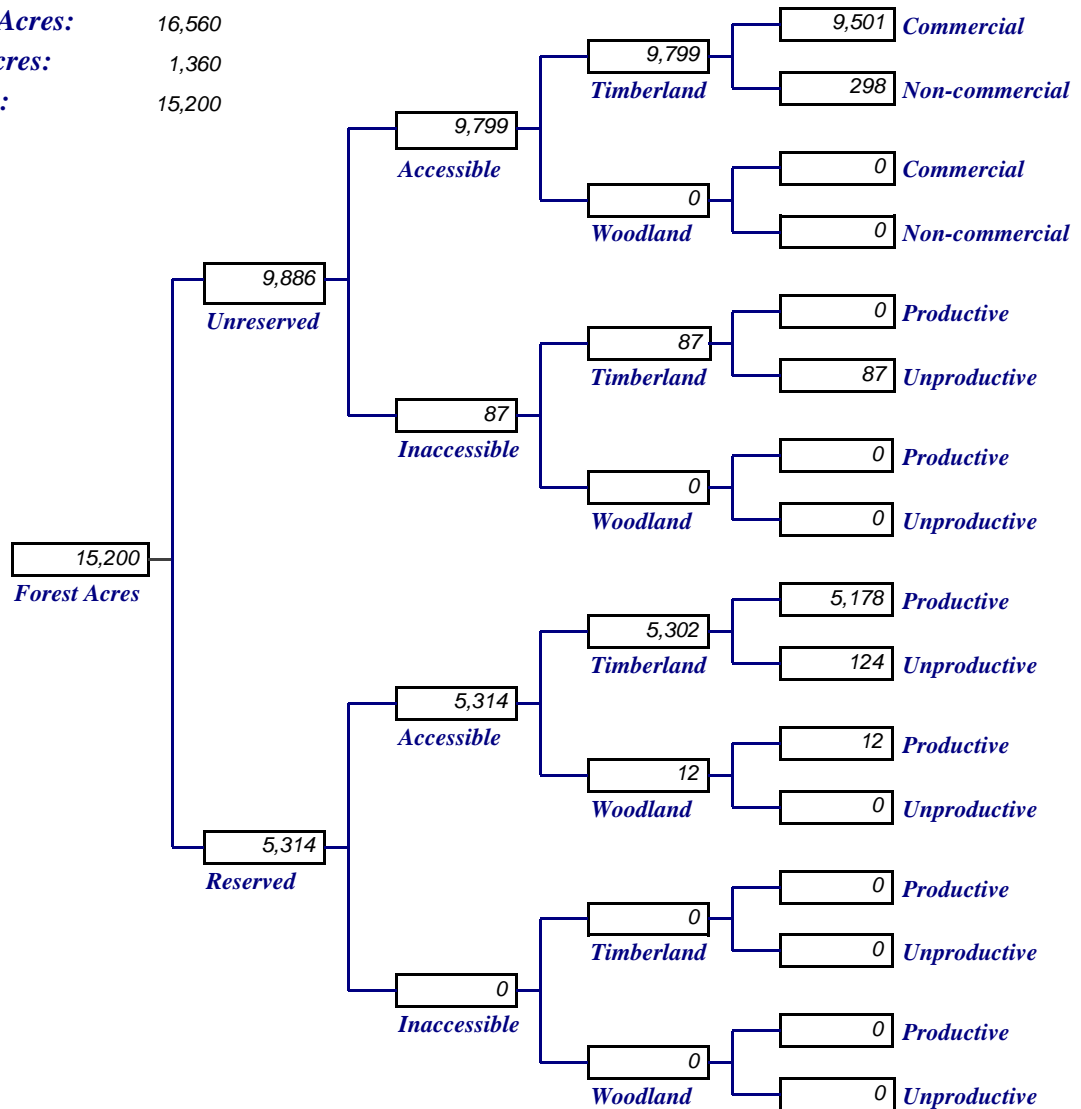 Acres: 16,560
cres: 1,360
: 15,200
9,501 Commercial
9,799
Timberland
298 Non-commercial
9,799
Accessible
0 Commercial
0
Woodland
0 Non-commercial
9,886
Unreserved
0 Productive
87
Timberland
87 Unproductive
87
Inaccessible
0 Productive
0
Woodland
0 Unproductive
15,200
Forest Acres
5,178 Productive
5,302
Timberland
124 Unproductive
5,314
Accessible
12 Productive
12
Woodland
0 Unproductive
5,314
Reserved
0 Productive
0
Timberland
0 Unproductive
0
Inaccessible
0 Productive
0
Woodland
0 Unproductive